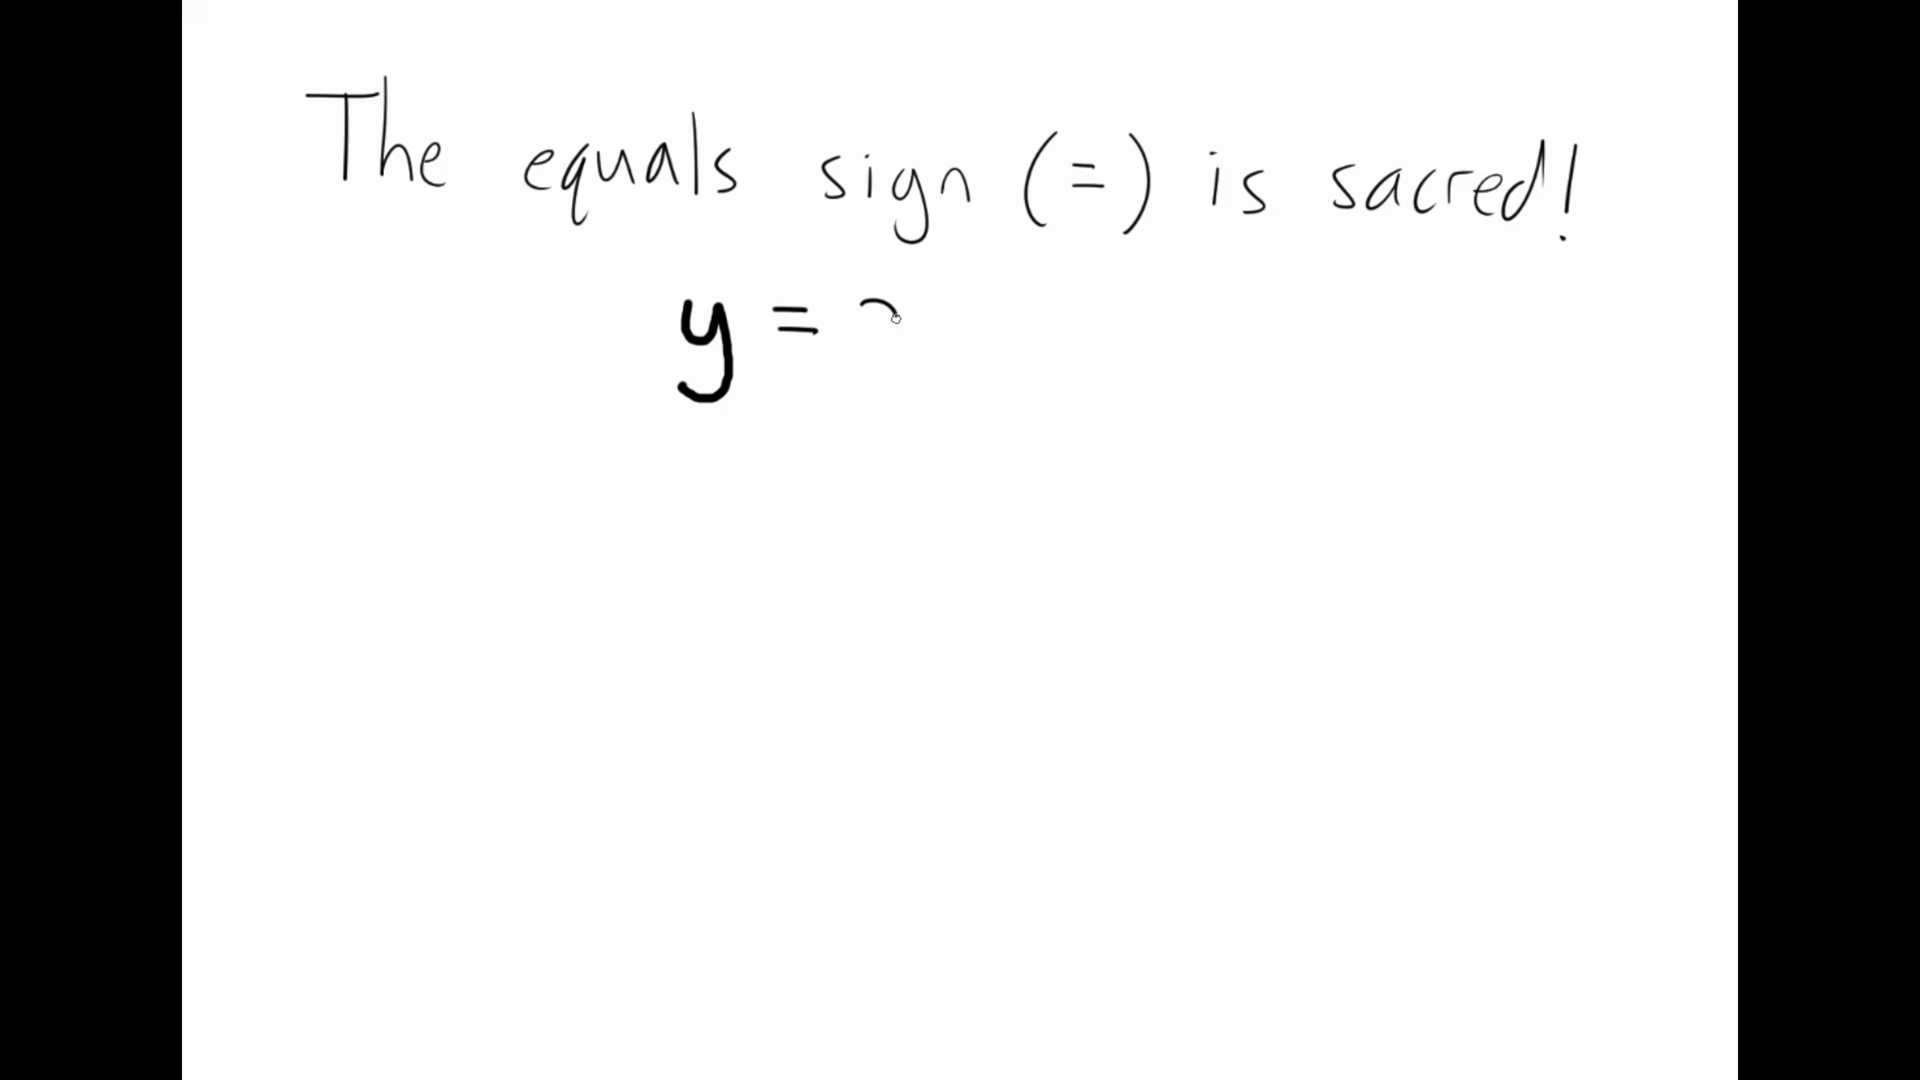 The equals sign (=) is sacred!
y =